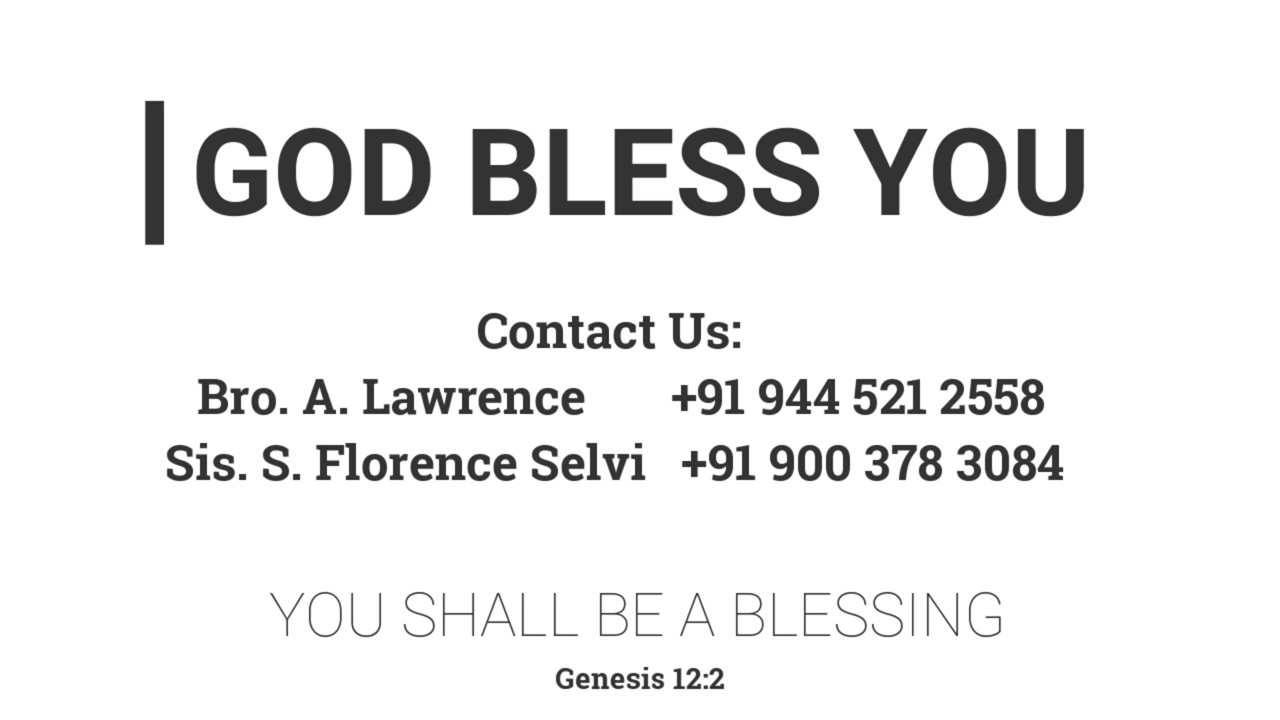 GOD BLESS YOU
Contact Us:
Bro. A. Lawrence +91 944 521 2558
Sis. S. Florence Selvi +91 900 378 3084
YOU SHALL BE A BLESSING
Genesis 12:2